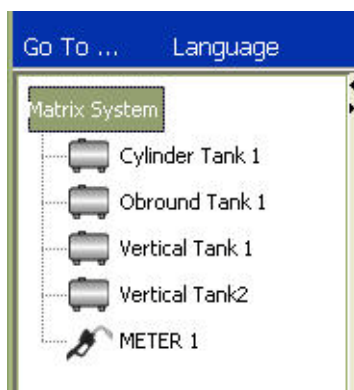 Go To ... Language
Matrix System
Cylinder Tank 1
Obround Tank 1
Vertical Tank 1
Vertical Tank2
METER 1